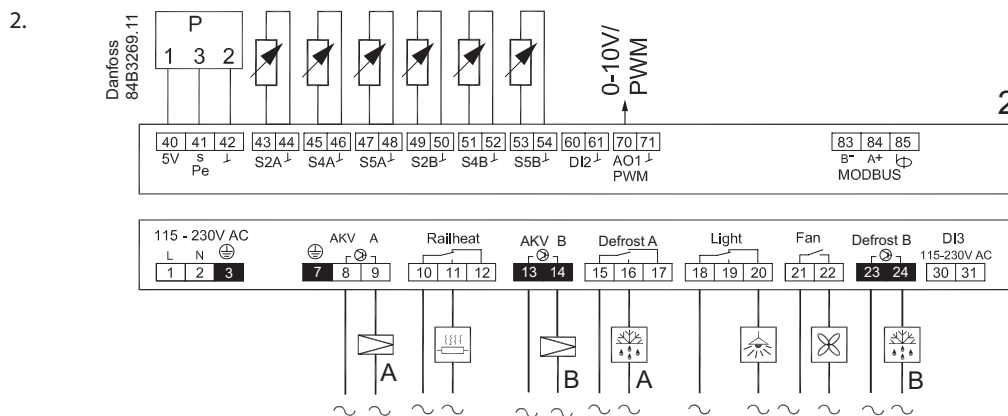 2.
Danfoss
84B3269.11
P
1 3 2
0-10V/
PWM
2
40 41 42 43 44 45 46 47 48 49 50 51 52 53 54 60 61 70 71 83 84 85
5V s S2A S4A S5A S2B S4B S5B DI2 AO1 B- A+
Pe PWM MODBUS
115 - 230V AC AKV A Railheat AKV B Defrost A Light Fan Defrost B DI3
L N 115-230V AC
1 2 3 7 8 9 10 11 12 13 14 15 16 17 18 19 20 21 22 23 24 30 31
A B A B